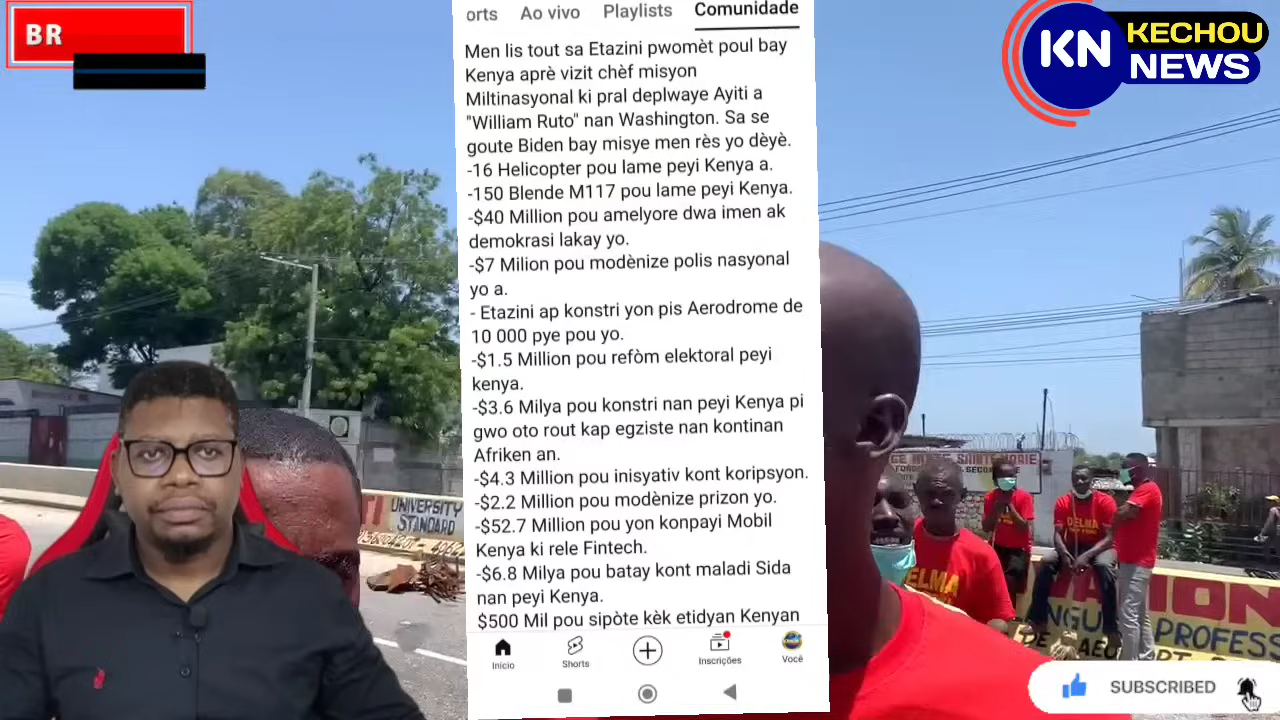 BR
orts Ao vivo Playlists Comunidade
Men lis tout sa Etazini pwomèt poul bay
Kenya aprè vizit chèf misyon
Miltinasyonal ki pral deplwaye Ayiti a
"William Ruto" nan Washington. Sa se
goute Biden bay misye men rès yo dèyè.
-16 Helicopter pou lame peyi Kenya a.
-150 Blende M117 pou lame peyi Kenya.
-$40 Million pou amelyore dwa imen ak
demokrasi lakay yo.
-$7 Milion pou modènize polis nasyonal
yo a.
- Etazini ap konstri yon pis Aerodrome de
10 000 pye pou yo.
-$1.5 Million pou refòm elektoral peyi
kenya.
-$3.6 Milya pou konstri nan peyi Kenya pi
gwo oto rout kap egziste nan kontinan
Afriken an.
-$4.3 Million pou inisyativ kont koripsyon.
-$2.2 Million pou modènize prizon yo.
-$52.7 Million pou yon konpayi Mobil
Kenya ki rele Fintech.
-$6.8 Milya pou batay kont maladi Sida
nan peyi Kenya.
$500 Mil pou sipòte kèk etidyan Kenyan
Início Shorts Inscrições Você
KN KECHOU
NEWS
UNIVERSITY
STANDARD
DELMA
DELMA
PROFESS
SUBSCRIBED